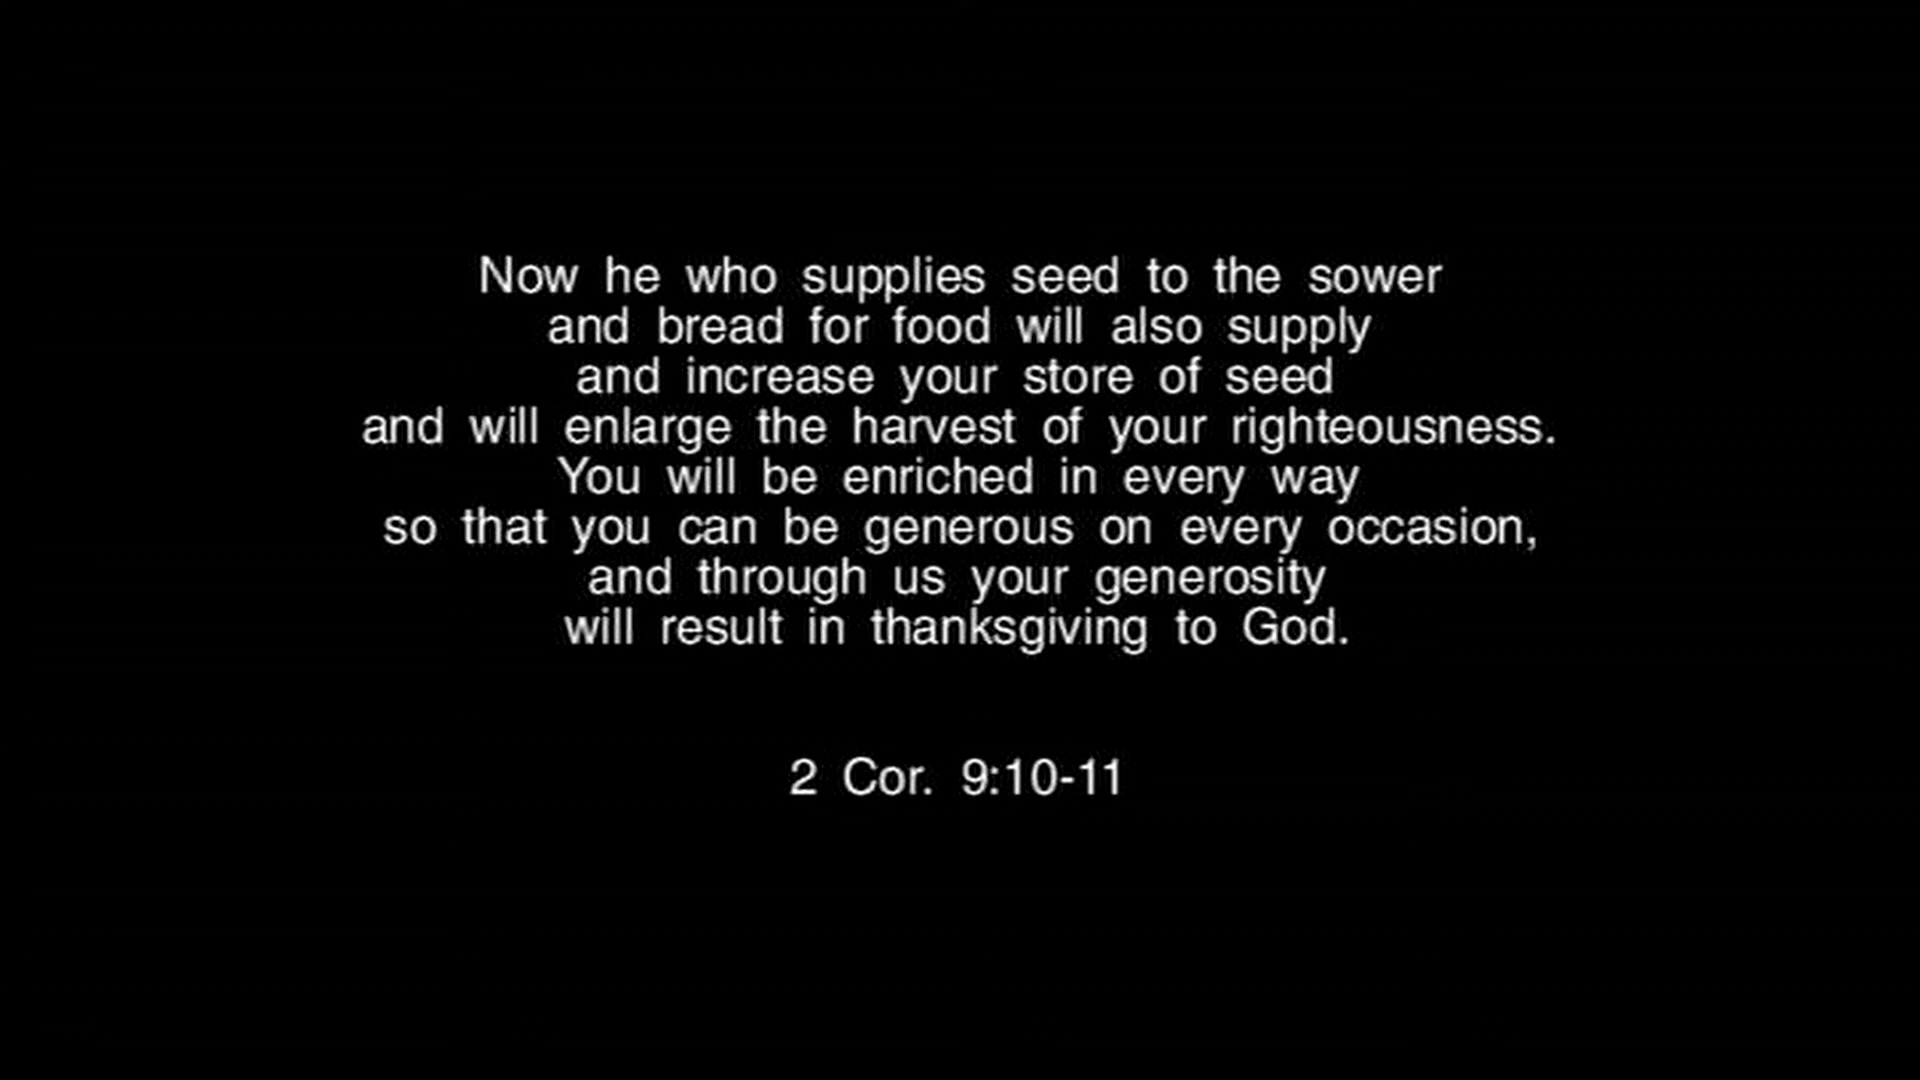 Now he who supplies seed to the sower
and bread for food will also supply
and increase your store of seed
and will enlarge the harvest of your righteousness.
You will be enriched in every way
so that you can be generous on every occasion,
and through us your generosity
will result in thanksgiving to God.
2 Cor. 9:10-11